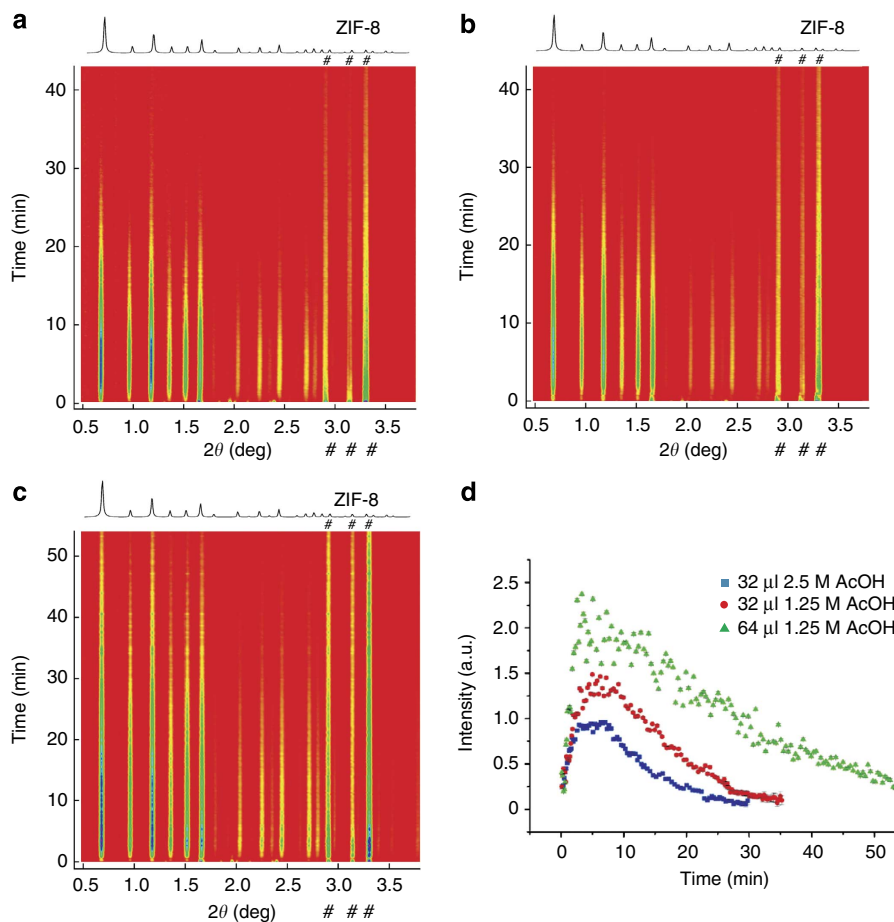 a
ZIF-8
# # #
40
30
20
10
0
Time (min)
0.5 1.0 1.5 2.0 2.5 3.0 3.5
2θ (deg) # # #
b
ZIF-8
# # #
40
30
20
10
0
Time (min)
0.5 1.0 1.5 2.0 2.5 3.0 3.5
2θ (deg) # # #
c
ZIF-8
# # #
50
40
30
20
10
0
Time (min)
0.5 1.0 1.5 2.0 2.5 3.0 3.5
2θ (deg) # # #
d
32 μl 2.5 M AcOH
32 μl 1.25 M AcOH
64 μl 1.25 M AcOH
2.5
2.0
1.5
1.0
0.5
0
Intensity (a.u.)
0 10 20 30 40 50
Time (min)